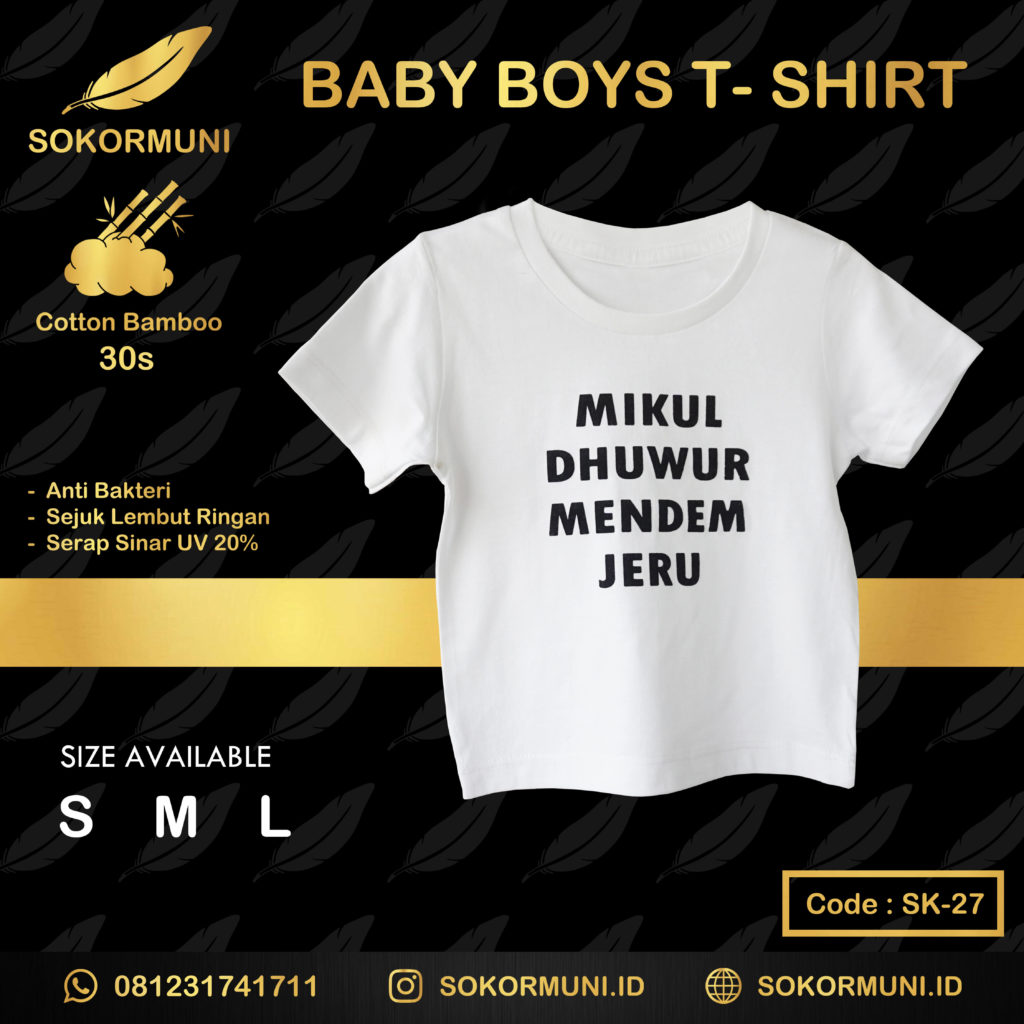 SOKORMUNI
BABY BOYS T- SHIRT
Cotton Bamboo
30s
- Anti Bakteri
- Sejuk Lembut Ringan
- Serap Sinar UV 20%
MIKUL
DHUWUR
MENDEM
JERU
SIZE AVAILABLE
S M L
Code : SK-27
081231741711
SOKORMUNI.ID
SOKORMUNI.ID